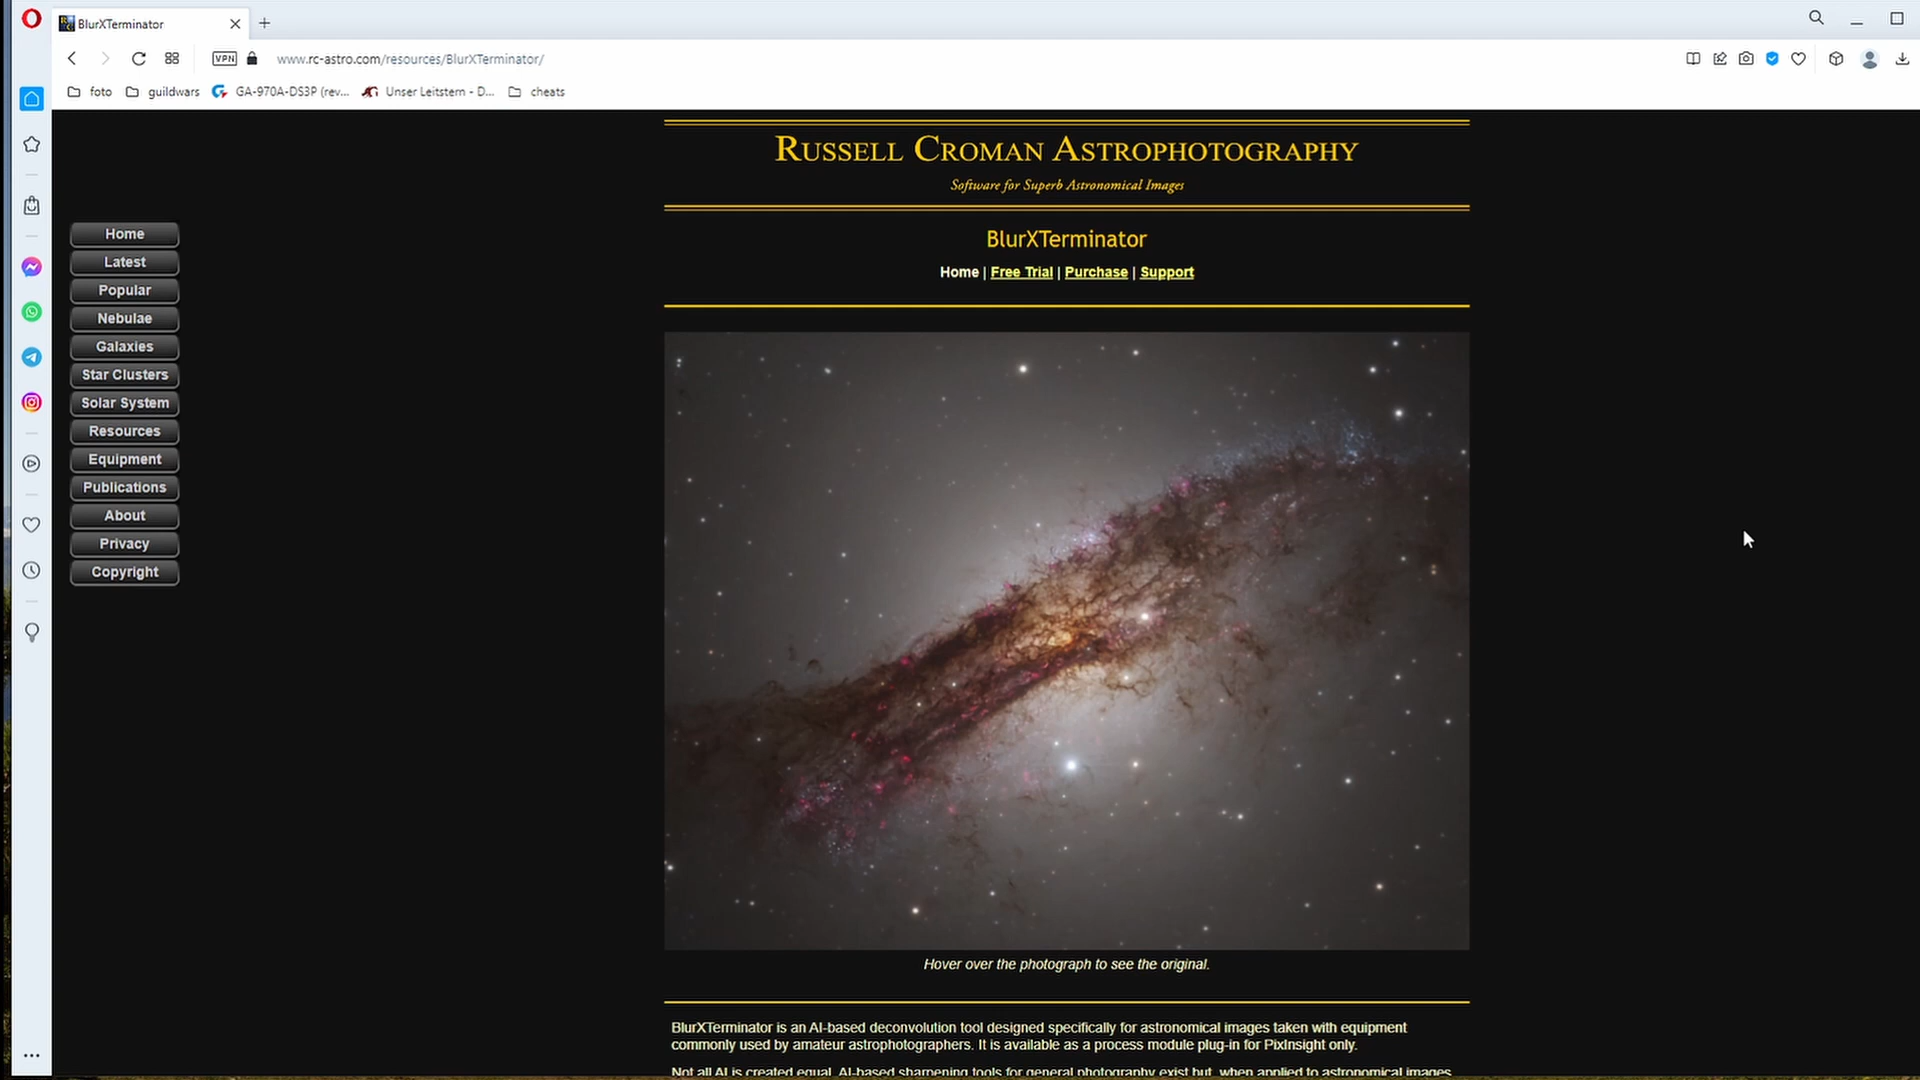 BlurXTerminator
VPN
www.rc-astro.com/resources/BlurXTerminator/
foto
guildwars
GA-970A-DS3P (rev...
Unser Leitstern - D...
cheats
RUSSELL CROMAN ASTROPHOTOGRAPHY
Software for Superb Astronomical Images
BlurXTerminator
Home | Free Trial | Purchase | Support
Home
Latest
Popular
Nebulae
Galaxies
Star Clusters
Solar System
Resources
Equipment
Publications
About
Privacy
Copyright
Hover over the photograph to see the original.
BlurXTerminator is an AI-based deconvolution tool designed specifically for astronomical images taken with equipment
commonly used by amateur astrophotographers. It is available as a process module plug-in for PixInsight only.
Not all AI is created equal. AI-based sharpening tools for general photography exist but, when applied to astronomical images